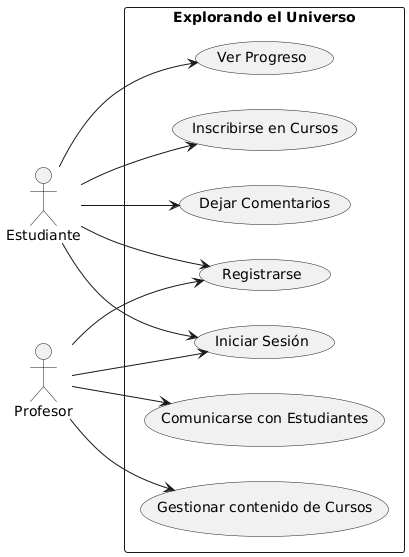 Explorando el Universo
Ver Progreso
Inscribirse en Cursos
Dejar Comentarios
Estudiante
Registrarse
Iniciar Sesión
Profesor
Comunicarse con Estudiantes
Gestionar contenido de Cursos